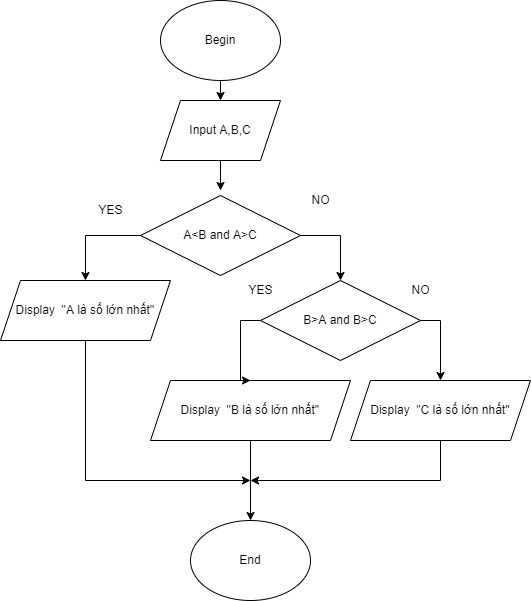 Begin
Input A,B,C
YES
NO
A<B and A>C
Display "A là số lớn nhất"
YES
NO
B>A and B>C
Display "B là số lớn nhất"
Display "C là số lớn nhất"
End